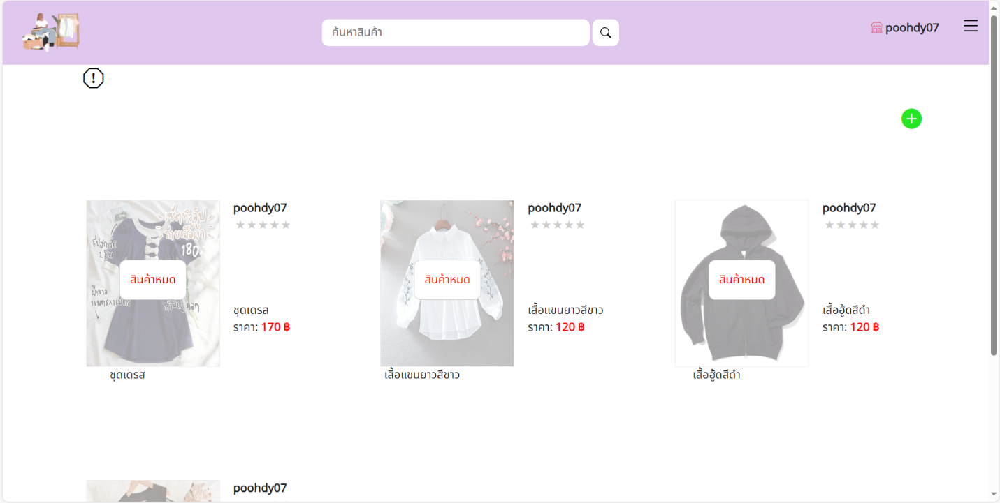 ค้นหาสินค้า
poohdy07
poohdy07
สินค้าหมด
180
ชุดเดรส
ราคา: 170 ฿
ชุดเดรส
poohdy07
สินค้าหมด
เสื้อแขนยาวสีขาว
ราคา: 120 ฿
เสื้อแขนยาวสีขาว
poohdy07
สินค้าหมด
เสื้อฮู้ดสีดำ
ราคา: 120 ฿
เสื้อฮู้ดสีดำ
poohdy07